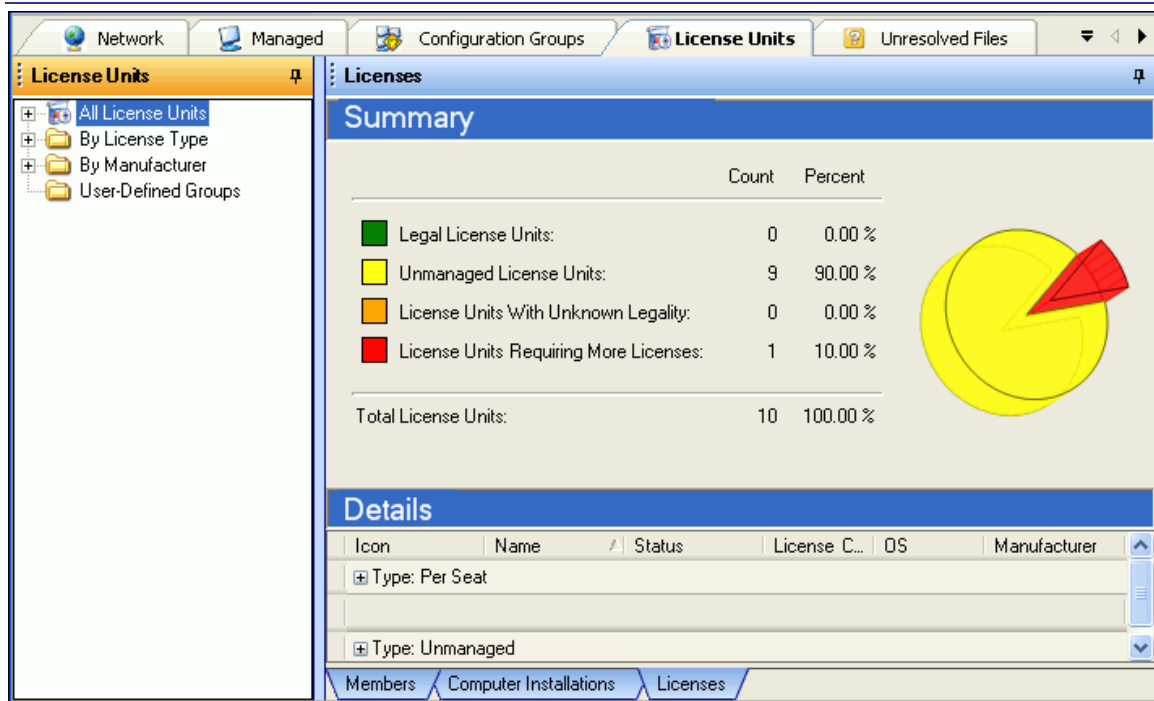 Network Managed Configuration Groups License Units Unresolved Files
License Units
All License Units
By License Type
By Manufacturer
User-Defined Groups
Licenses
Summary
Count Percent
Legal License Units: 0 0.00 %
Unmanaged License Units: 9 90.00 %
License Units With Unknown Legality: 0 0.00 %
License Units Requiring More Licenses: 1 10.00 %
Total License Units: 10 100.00 %
Details
Icon Name Status License C... OS Manufacturer
Type: Per Seat
Type: Unmanaged
Members Computer Installations Licenses